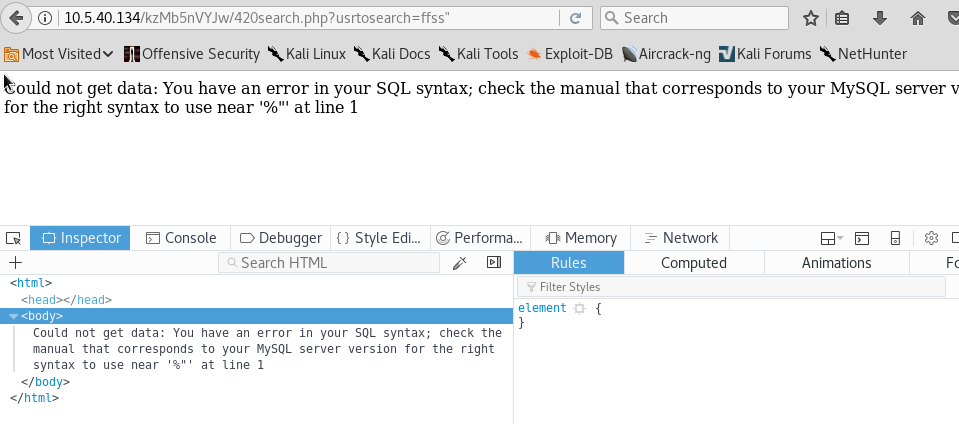 10.5.40.134/kzMb5nVYJw/420search.php?usrtosearch=ffss"
Search
Most Visited Offensive Security Kali Linux Kali Docs Kali Tools Exploit-DB Aircrack-ng Kali Forums NetHunter
Could not get data: You have an error in your SQL syntax; check the manual that corresponds to your MySQL server
for the right syntax to use near '%"' at line 1
Inspector Console Debugger Style Edi... Performa... Memory Network
Search HTML Rules Computed Animations
Filter Styles
<html>
<head></head>
<body>
Could not get data: You have an error in your SQL syntax; check the
manual that corresponds to your MySQL server version for the right
syntax to use near '%"' at line 1
</body>
</html>
element {
}